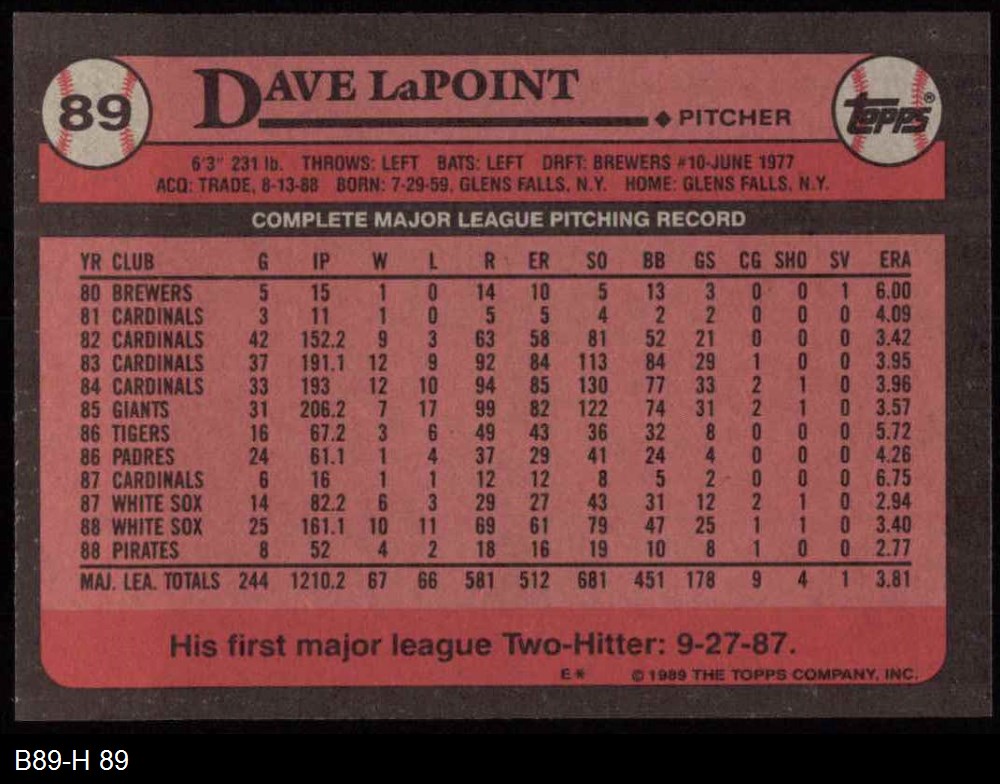 89
DAVE LaPOINT
◆ PITCHER
topps®
6'3" 231 lb. THROWS: LEFT BATS: LEFT DRFT: BREWERS #10-JUNE 1977
ACQ: TRADE, 8-13-88 BORN: 7-29-59, GLENS FALLS, N.Y. HOME: GLENS FALLS, N.Y.
COMPLETE MAJOR LEAGUE PITCHING RECORD
YR CLUB G IP W L R ER SO BB GS CG SHO SV ERA
80 BREWERS 5 15 1 0 14 10 5 13 3 0 0 1 6.00
81 CARDINALS 3 11 1 0 5 5 4 2 2 0 0 0 4.09
82 CARDINALS 42 152.2 9 3 63 58 81 52 21 0 0 0 3.42
83 CARDINALS 37 191.1 12 9 92 84 113 84 29 1 0 0 3.95
84 CARDINALS 33 193 12 10 94 85 130 77 33 2 1 0 3.96
85 GIANTS 31 206.2 7 17 99 82 122 74 31 2 1 0 3.57
86 TIGERS 16 67.2 3 6 49 43 36 32 8 0 0 0 5.72
86 PADRES 24 61.1 1 4 37 29 41 24 4 0 0 0 4.26
87 CARDINALS 6 16 1 1 12 12 8 5 2 0 0 0 6.75
87 WHITE SOX 14 82.2 6 3 29 27 43 31 12 2 1 0 2.94
88 WHITE SOX 25 161.1 10 11 69 61 79 47 25 1 1 0 3.40
88 PIRATES 8 52 4 2 18 16 19 10 8 1 0 0 2.77
MAJ. LEA. TOTALS 244 1210.2 67 66 581 512 681 451 178 9 4 1 3.81
His first major league Two-Hitter: 9-27-87.
E* © 1989 THE TOPPS COMPANY, INC.
B89-H 89